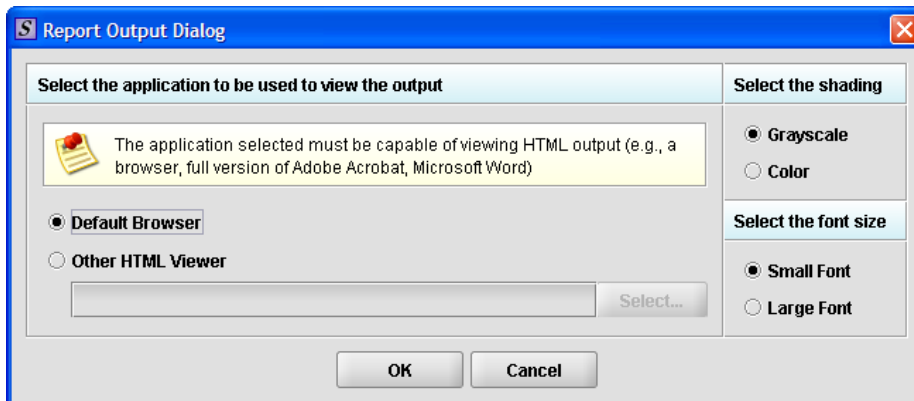 S Report Output Dialog
Select the application to be used to view the output
The application selected must be capable of viewing HTML output (e.g., a
browser, full version of Adobe Acrobat, Microsoft Word)
Default Browser
Other HTML Viewer
Select...
Select the shading
Grayscale
Color
Select the font size
Small Font
Large Font
OK
Cancel